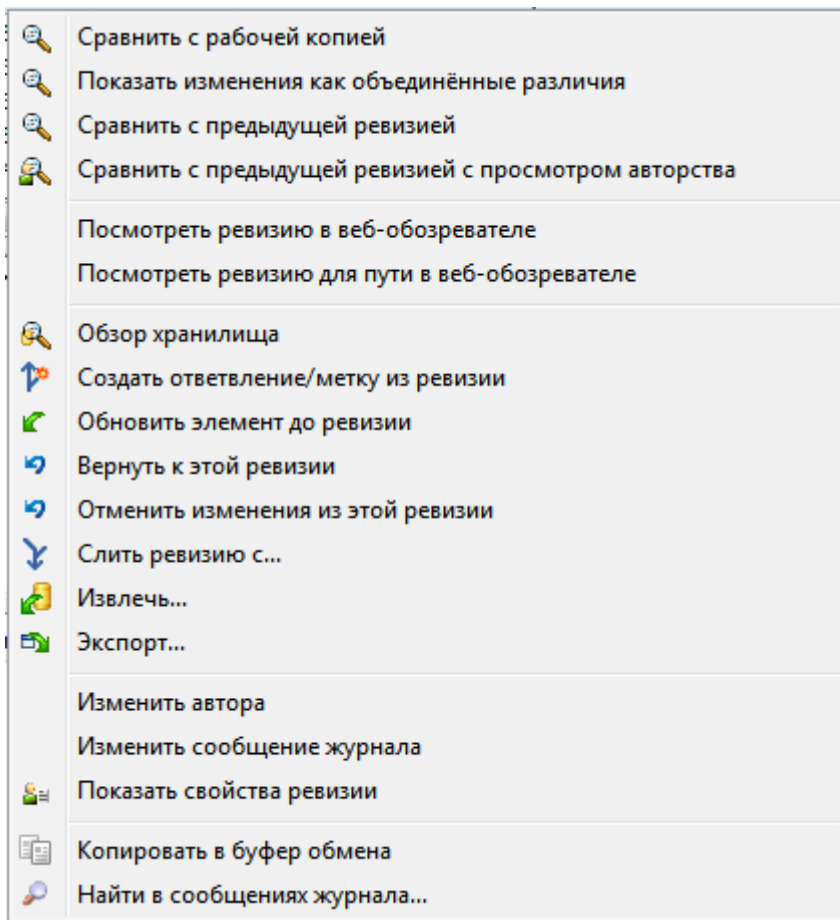 Сравнить с рабочей копией
Показать изменения как объединённые различия
Сравнить с предыдущей ревизией
Сравнить с предыдущей ревизией с просмотром авторства
Посмотреть ревизию в веб-обозревателе
Посмотреть ревизию для пути в веб-обозревателе
Обзор хранилища
Создать ответвление/метку из ревизии
Обновить элемент до ревизии
Вернуть к этой ревизии
Отменить изменения из этой ревизии
Слить ревизию с...
Извлечь...
Экспорт...
Изменить автора
Изменить сообщение журнала
Показать свойства ревизии
Копировать в буфер обмена
Найти в сообщениях журнала...